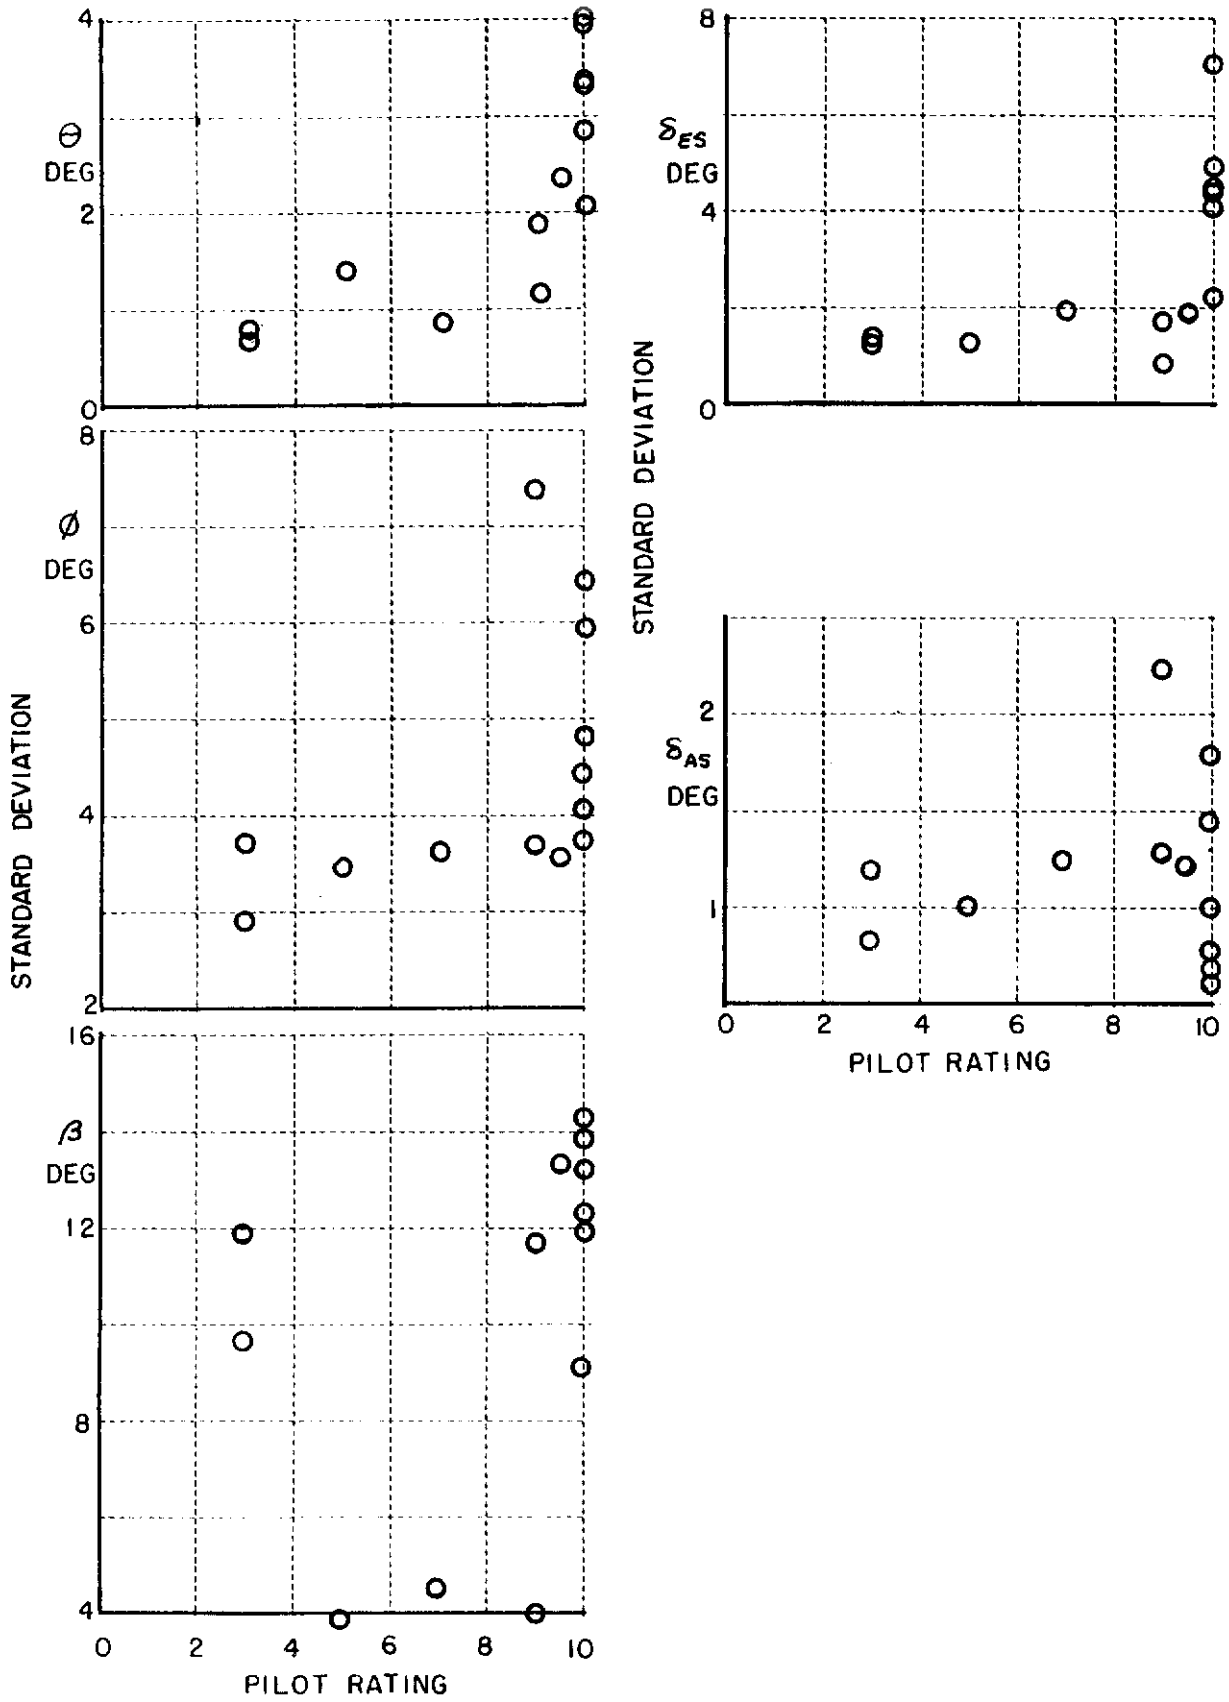 4
θ
DEG
2
0
8
ϕ
DEG
6
4
2
STANDARD DEVIATION
16
β
DEG
12
8
4
0 2 4 6 8 10
PILOT RATING
8
δES
DEG
4
0
STANDARD DEVIATION
2
δAS
DEG
1
0 2 4 6 8 10
PILOT RATING